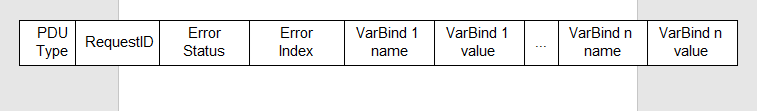 PDU
Type
RequestID
Error
Status
Error
Index
VarBind 1
name
VarBind 1
value
...
VarBind n
name
VarBind n
value